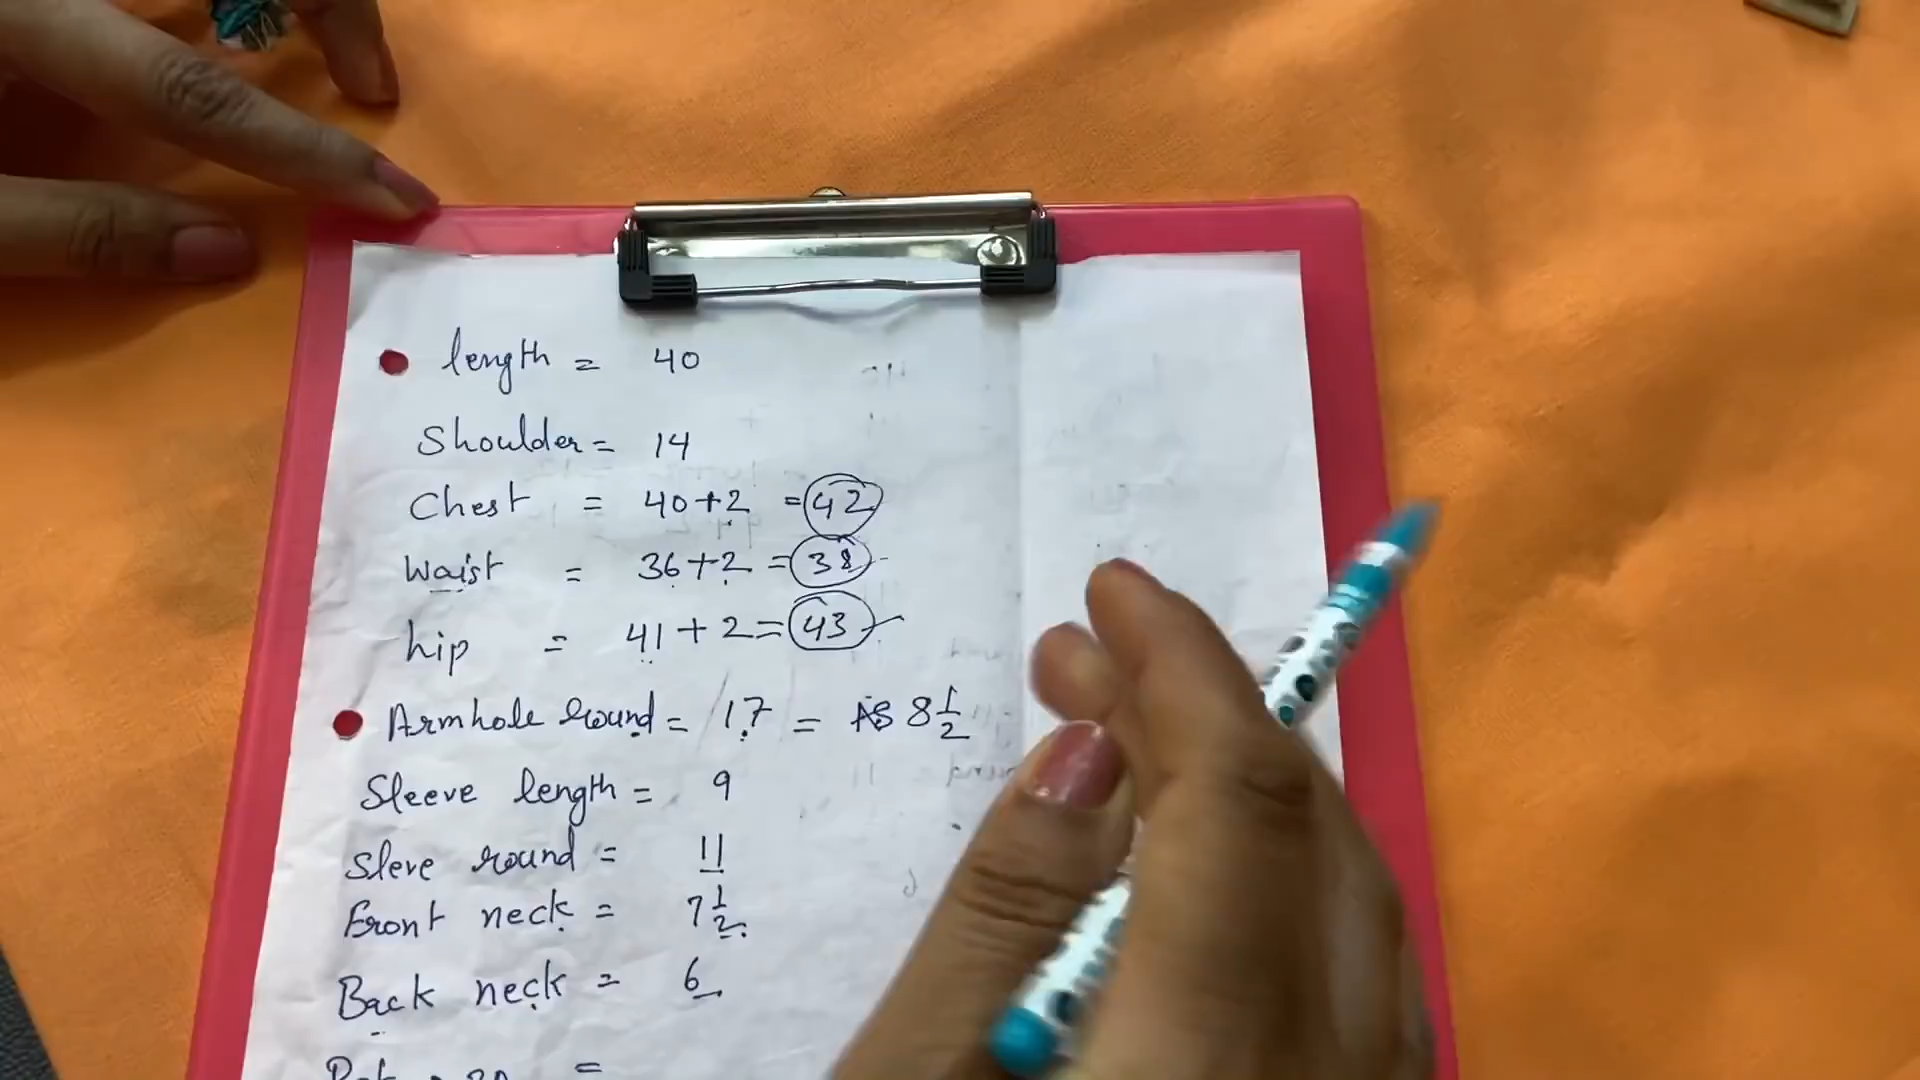 length = 40
Shoulder = 14
Chest = 40+2 = 42
Waist = 36+2 = 38
hip = 41+2 = 43
Armhole round = 17 = 8 1/2
Sleeve length = 9
Sleve round = 11
Front neck = 7 1/2
Back neck = 6
=